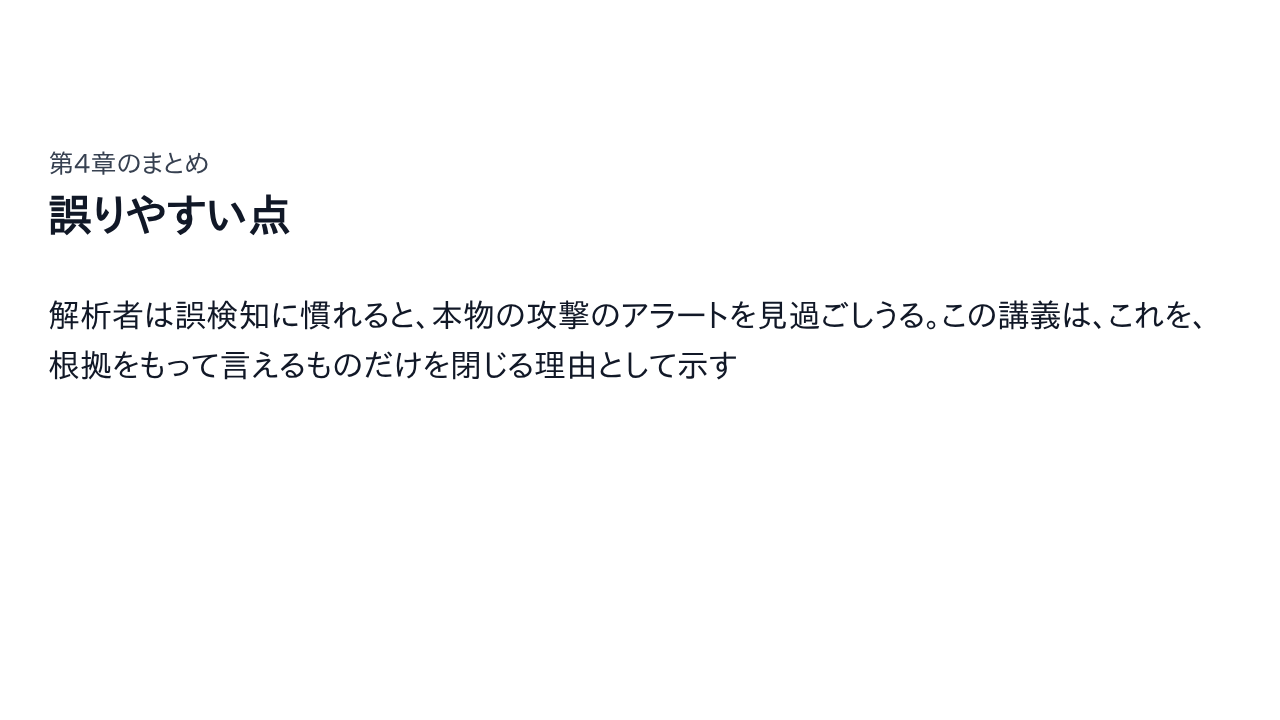 第4章のまとめ
誤りやすい点
解析者は誤検知に慣れると、本物の攻撃のアラートを見過ごしうる。この講義は、これを、
根拠をもって言えるものだけを閉じる理由として示す